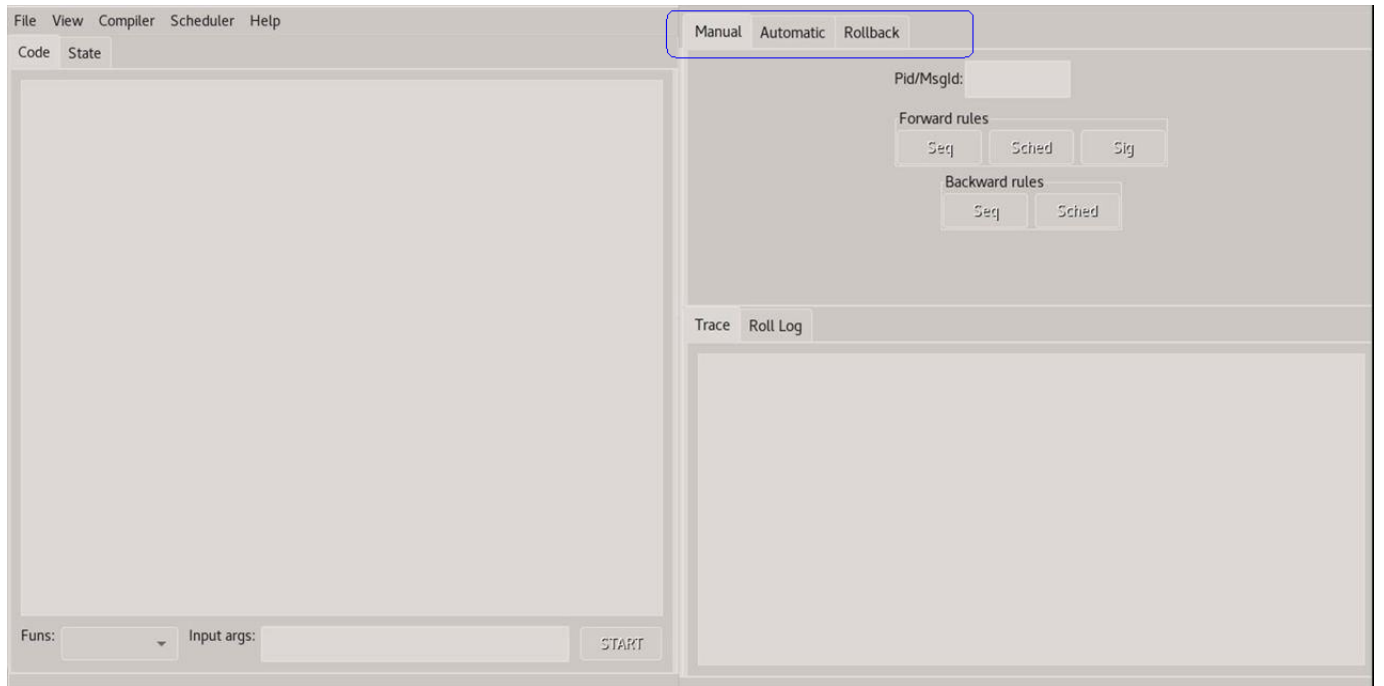 File View Compiler Scheduler Help
Code State
Funs: Input args: START
Manual Automatic Rollback
Pid/MsgId:
Forward rules
Seq Sched Sig
Backward rules
Seq Sched
Trace Roll Log